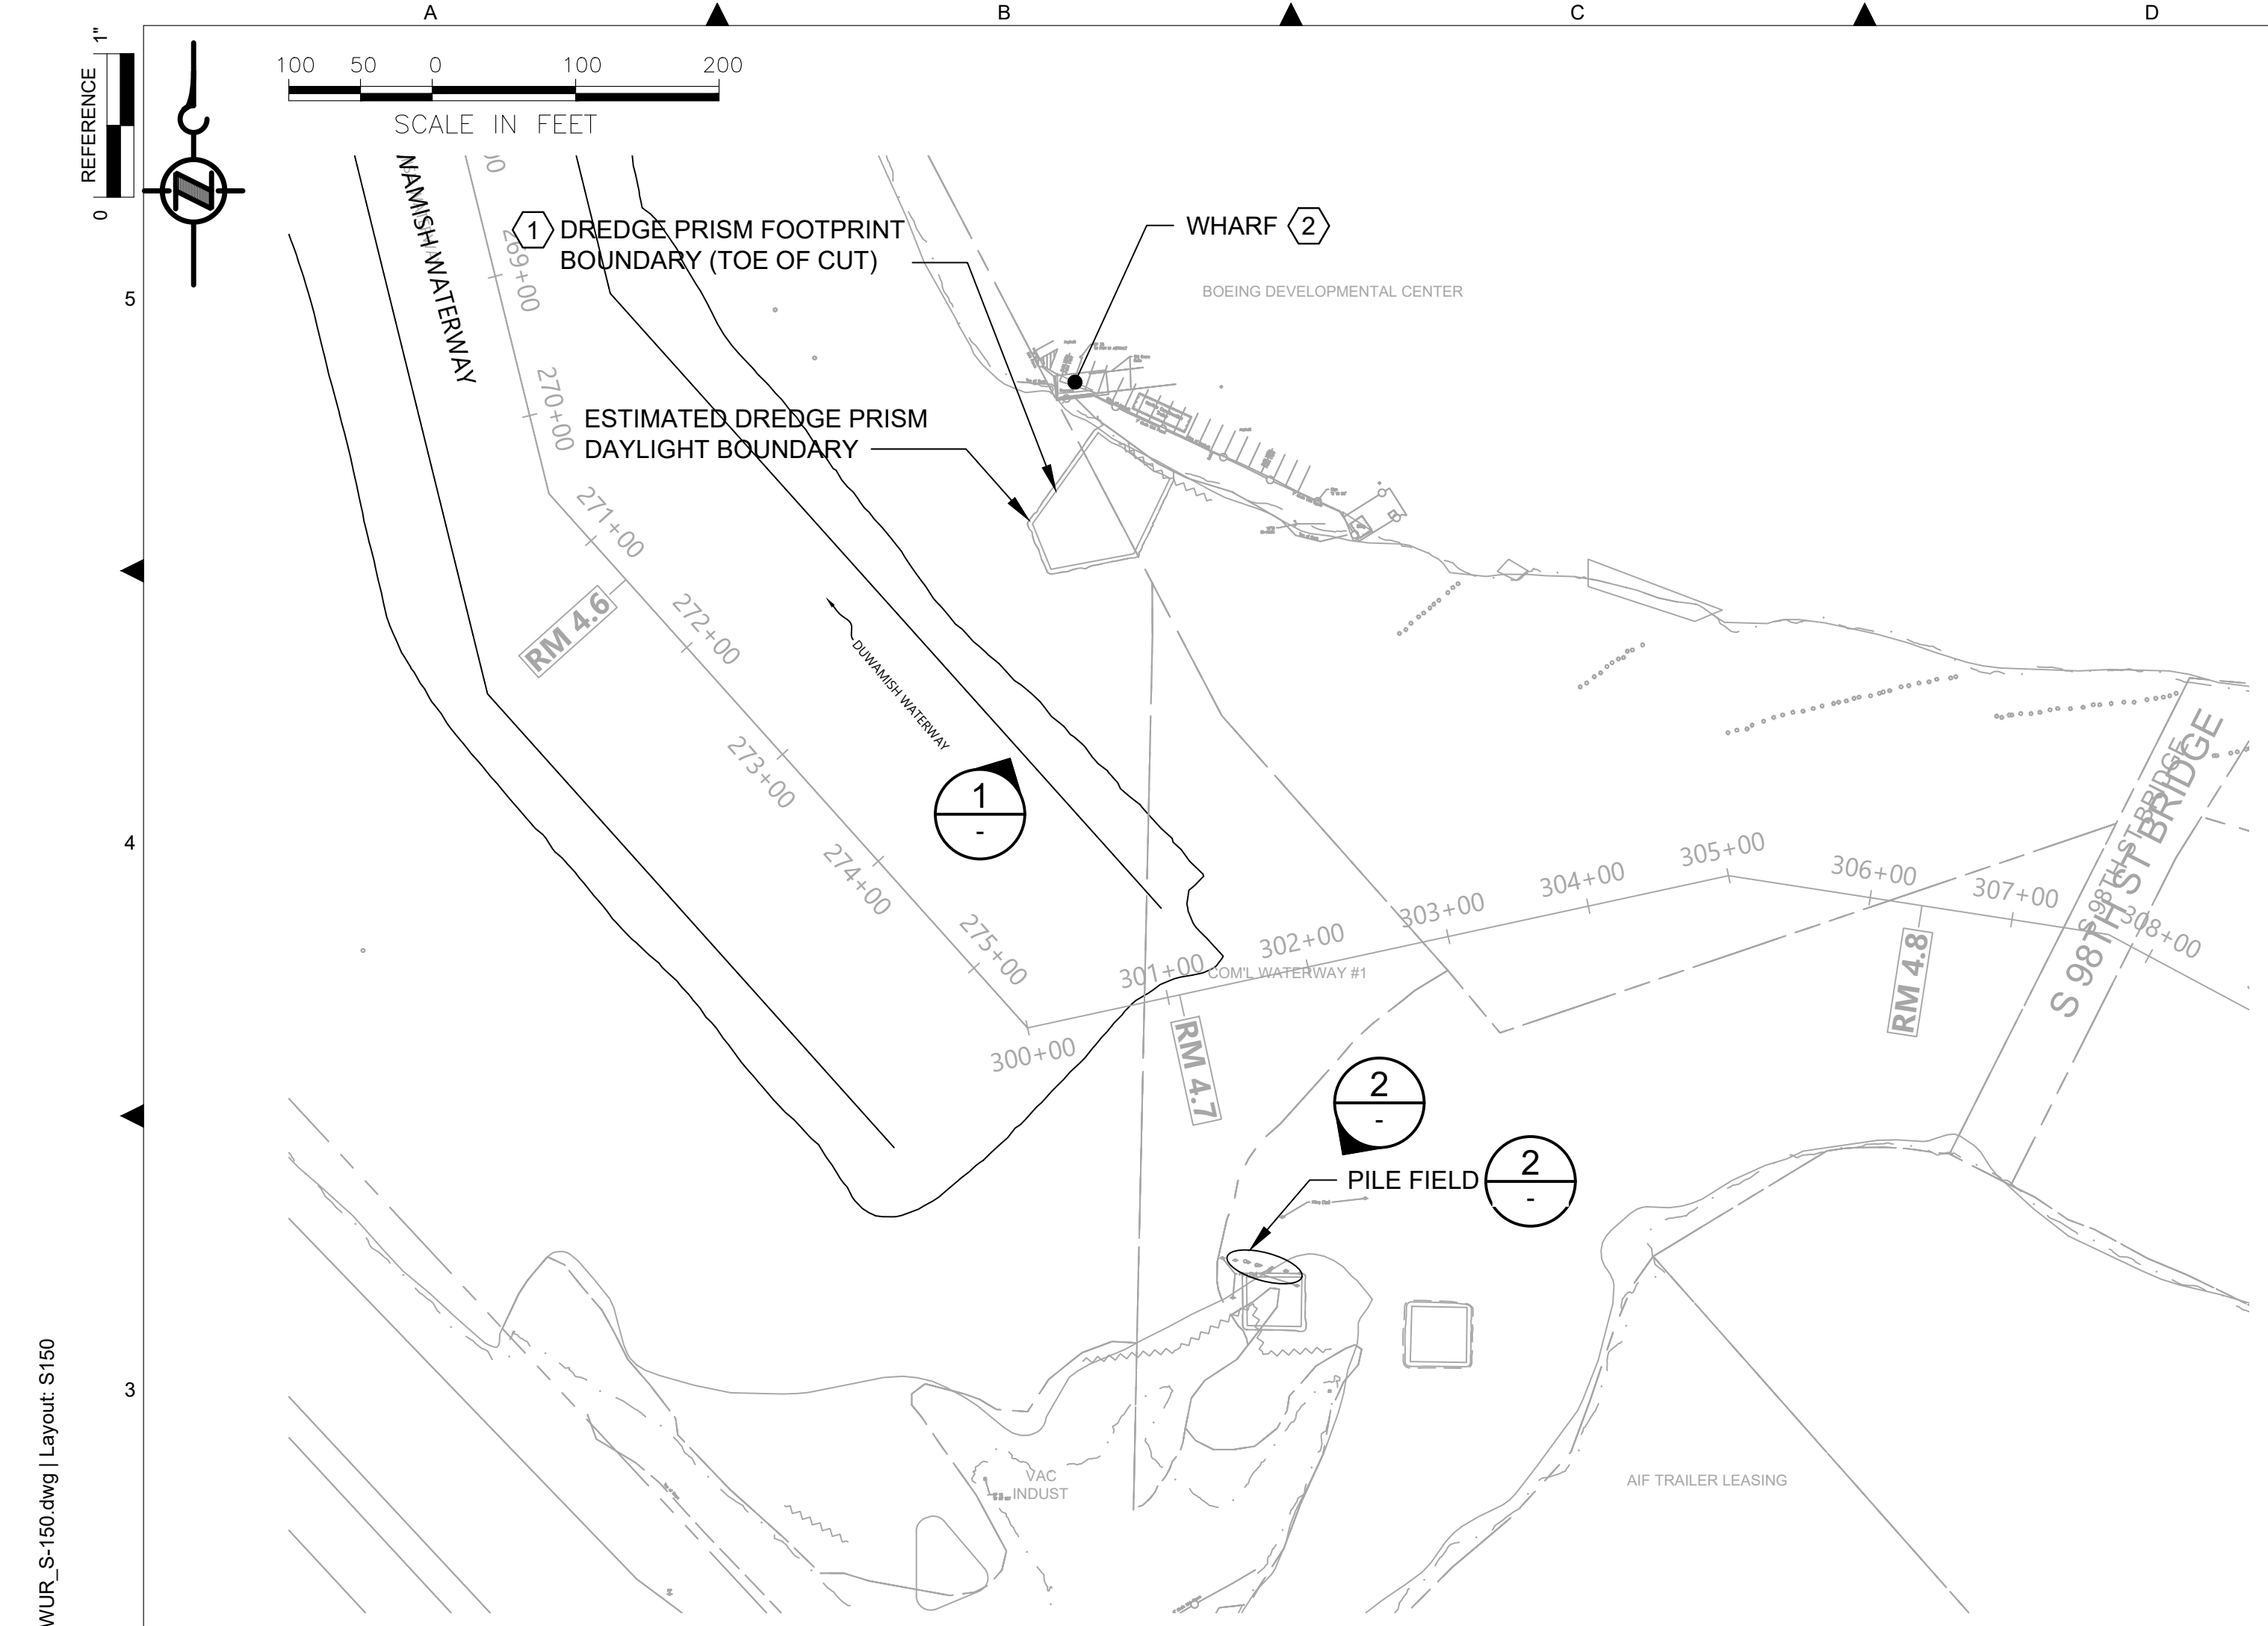 A
B
C
D
1"
REFERENCE
0
100 50 0 100 200
SCALE IN FEET
5
4
3
WAMISH WATERWAY
1 DREDGE PRISM FOOTPRINT
BOUNDARY (TOE OF CUT)
WHARF 2
BOEING DEVELOPMENTAL CENTER
ESTIMATED DREDGE PRISM
DAYLIGHT BOUNDARY
269+00
270+00
271+00
RM 4.6
272+00
273+00
274+00
275+00
DUWAMISH WATERWAY
1
-
300+00
301+00
302+00
303+00
304+00
305+00
306+00
307+00
308+00
COM'L WATERWAY #1
RM 4.7
RM 4.8
S 98TH ST BRIDGE
S 98TH ST BRIDGE
2
-
PILE FIELD
2
-
VAC
INDUST
AIF TRAILER LEASING
WUR_S-150.dwg | Layout: S150